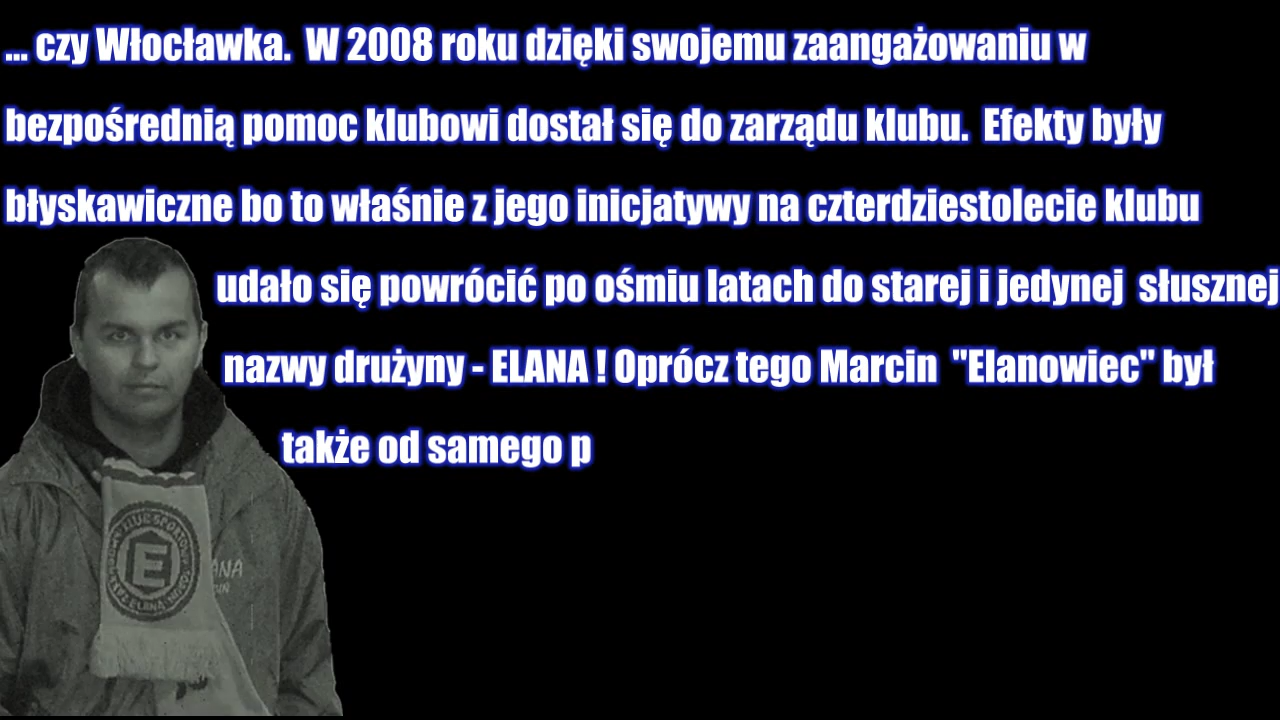 ... czy Włocławka.  W 2008 roku dzięki swojemu zaangażowaniu w
bezpośrednią pomoc klubowi dostał się do zarządu klubu.  Efekty były
błyskawiczne bo to właśnie z jego inicjatywy na czterdziestolecie klubu
udało się powrócić po ośmiu latach do starej i jedynej  słusznej
nazwy drużyny - ELANA ! Oprócz tego Marcin  "Elanowiec" był
także od samego p
E
ELANA